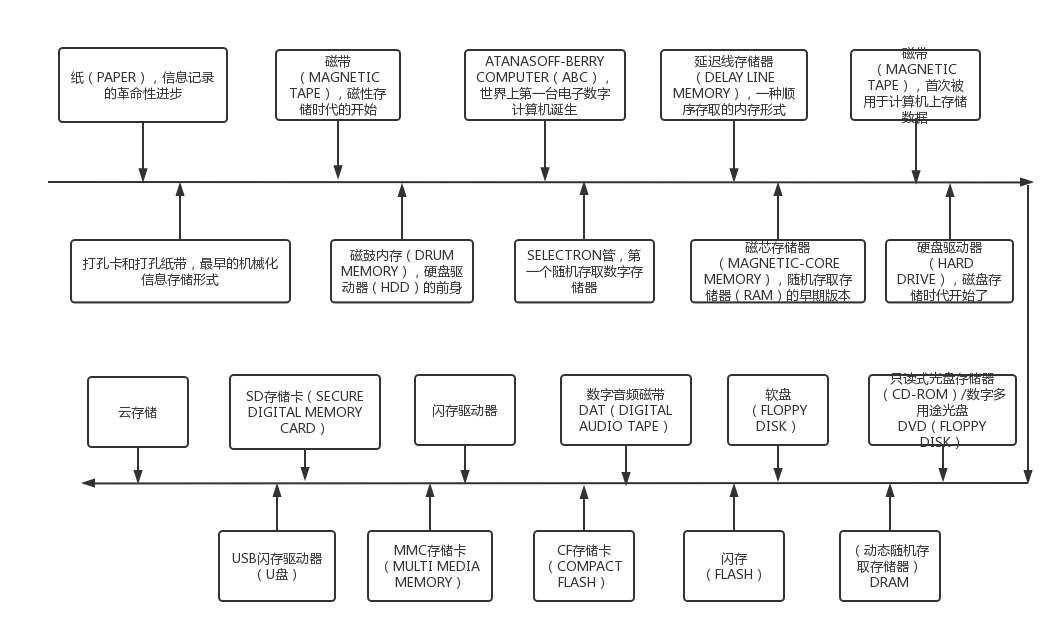 纸（PAPER），信息记录
的革命性进步
磁带
（MAGNETIC
TAPE），磁性存
储时代的开始
ATANASOFF-BERRY
COMPUTER（ABC），
世界上第一台电子数字
计算机诞生
延迟线存储器
（DELAY LINE
MEMORY），一种顺
序存取的内存形式
磁带
（MAGNETIC
TAPE），首次被
用于计算机上存储
数据
打孔卡和打孔纸带，最早的机械化
信息存储形式
磁鼓内存（DRUM
MEMORY），硬盘驱
动器（HDD）的前身
SELECTRON管，第
一个随机存取数字存
储器
磁芯存储器
（MAGNETIC-CORE
MEMORY），随机存取存
储器（RAM）的早期版本
硬盘驱动器
（HARD
DRIVE），磁盘存
储时代开始了
云存储
SD存储卡（SECURE
DIGITAL MEMORY
CARD）
闪存驱动器
数字音频磁带
DAT（DIGITAL
AUDIO TAPE）
软盘
（FLOPPY
DISK）
只读式光盘存储器
（CD-ROM）/数字多
用途光盘
DVD（FLOPPY
DISK）
USB闪存驱动器
（U盘）
MMC存储卡
（MULTI MEDIA
MEMORY）
CF存储卡
（COMPACT
FLASH）
闪存
（FLASH）
（动态随机存
取存储器）
DRAM